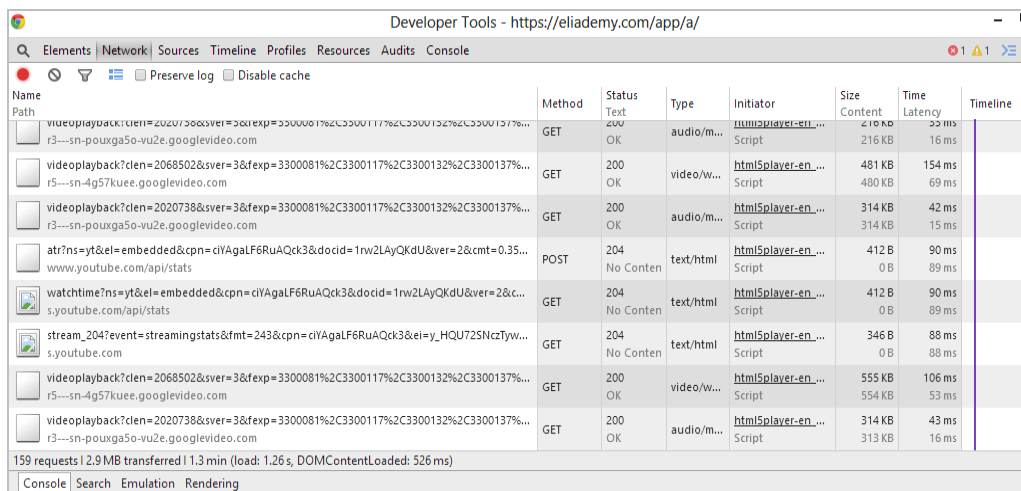 Developer Tools - https://eliademy.com/app/a/
Elements Network Sources Timeline Profiles Resources Audits Console 1 1
Preserve log Disable cache
Name Path Method Status Text Type Initiator Size Content Time Latency Timeline
videoplayback?clen=2020738&sver=3&fexp=3300081%2C3300117%2C3300132%2C3300137%... GET 200 audio/m... html5player-en ... 216 KB 33 ms
r3---sn-pouxga5o-vu2e.googlevideo.com OK Script 216 KB 16 ms
videoplayback?clen=2068502&sver=3&fexp=3300081%2C3300117%2C3300132%2C3300137%... GET 200 video/w... html5player-en ... 481 KB 154 ms
r5---sn-4g57kuee.googlevideo.com OK Script 480 KB 69 ms
videoplayback?clen=2020738&sver=3&fexp=3300081%2C3300117%2C3300132%2C3300137%... GET 200 audio/m... html5player-en ... 314 KB 42 ms
r3---sn-pouxga5o-vu2e.googlevideo.com OK Script 314 KB 15 ms
atr?ns=yt&el=embedded&cpn=ciYAgaLF6RuAQck3&docid=1rw2LAyQKdU&ver=2&cmt=0.35... POST 204 text/html html5player-en ... 412 B 90 ms
www.youtube.com/api/stats No Conten Script 0 B 89 ms
watchtime?ns=yt&el=embedded&cpn=ciYAgaLF6RuAQck3&docid=1rw2LAyQKdU&ver=2&c... GET 204 text/html html5player-en ... 412 B 90 ms
s.youtube.com/api/stats No Conten Script 0 B 89 ms
stream_204?event=streamingstats&fmt=243&cpn=ciYAgaLF6RuAQck3&ei=y_HQU72SNczTyw... GET 204 text/html html5player-en ... 346 B 88 ms
s.youtube.com No Conten Script 0 B 88 ms
videoplayback?clen=2068502&sver=3&fexp=3300081%2C3300117%2C3300132%2C3300137%... GET 200 video/w... html5player-en ... 555 KB 106 ms
r5---sn-4g57kuee.googlevideo.com OK Script 554 KB 53 ms
videoplayback?clen=2020738&sver=3&fexp=3300081%2C3300117%2C3300132%2C3300137%... GET 200 audio/m... html5player-en ... 314 KB 43 ms
r3---sn-pouxga5o-vu2e.googlevideo.com OK Script 313 KB 16 ms
159 requests I 2.9 MB transferred I 1.3 min (load: 1.26 s, DOMContentLoaded: 526 ms)
Console Search Emulation Rendering